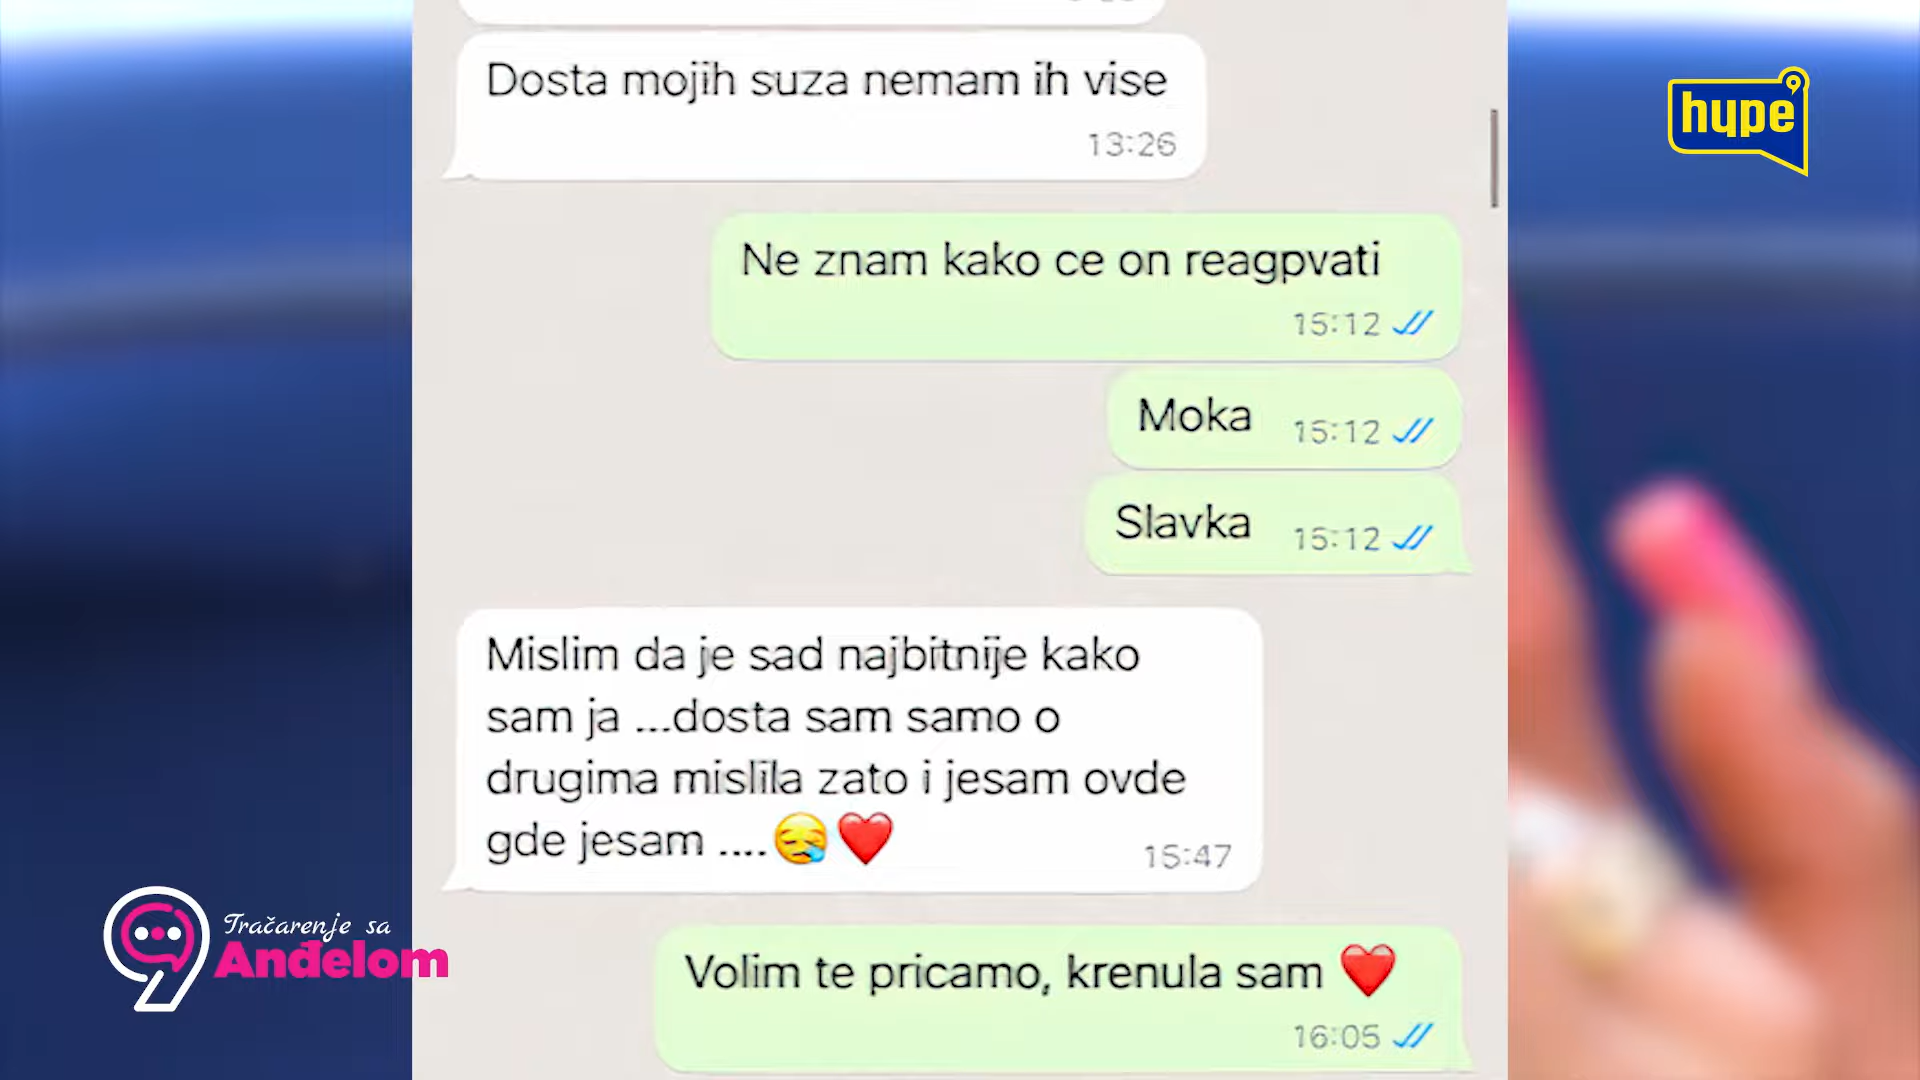 Dosta mojih suza nemam ih vise
13:26
hype
Ne znam kako ce on reagpvati
15:12
Moka
15:12
Slavka
15:12
Mislim da je sad najbitnije kako
sam ja ...dosta sam samo o
drugima mislila zato i jesam ovde
gde jesam ....😪❤️
15:47
Tračarenje sa
Anđelom
Volim te pricamo, krenula sam ❤️
16:05